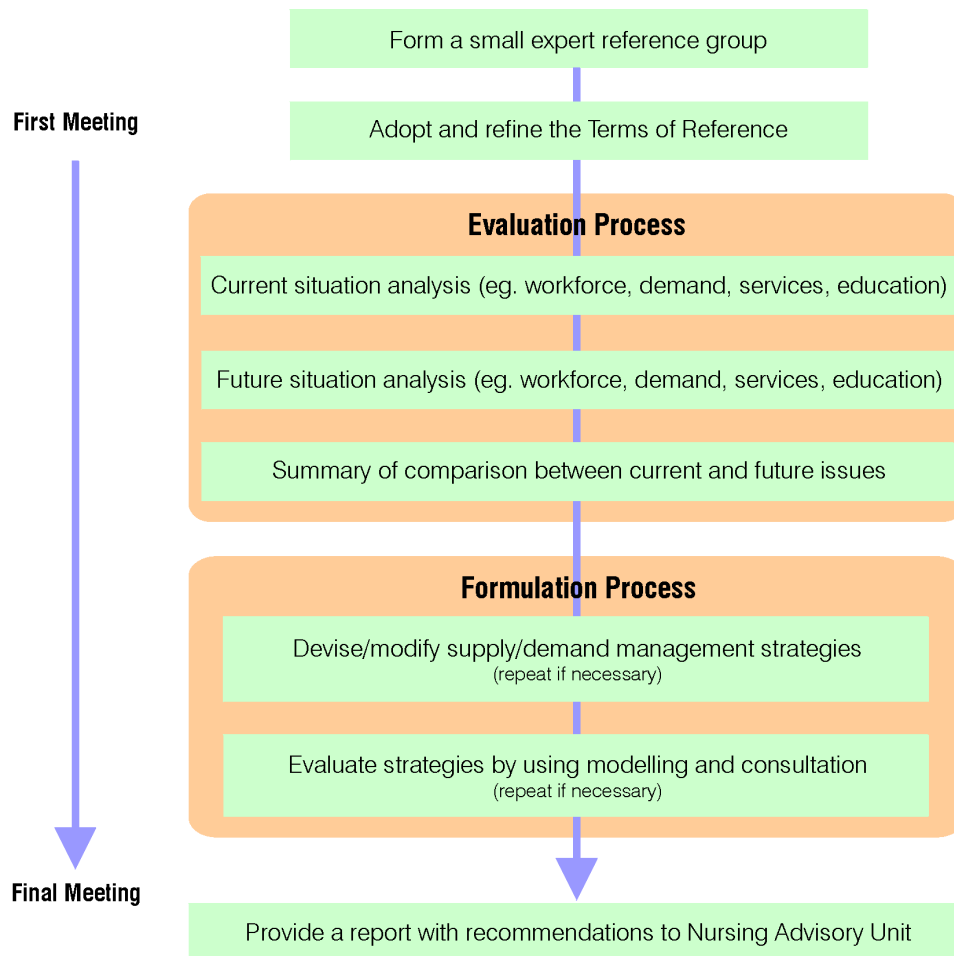 Form a small expert reference group
First Meeting
Adopt and refine the Terms of Reference
Evaluation Process
Current situation analysis (eg. workforce, demand, services, education)
Future situation analysis (eg. workforce, demand, services, education)
Summary of comparison between current and future issues
Formulation Process
Devise/modify supply/demand management strategies
(repeat if necessary)
Evaluate strategies by using modelling and consultation
(repeat if necessary)
Final Meeting
Provide a report with recommendations to Nursing Advisory Unit